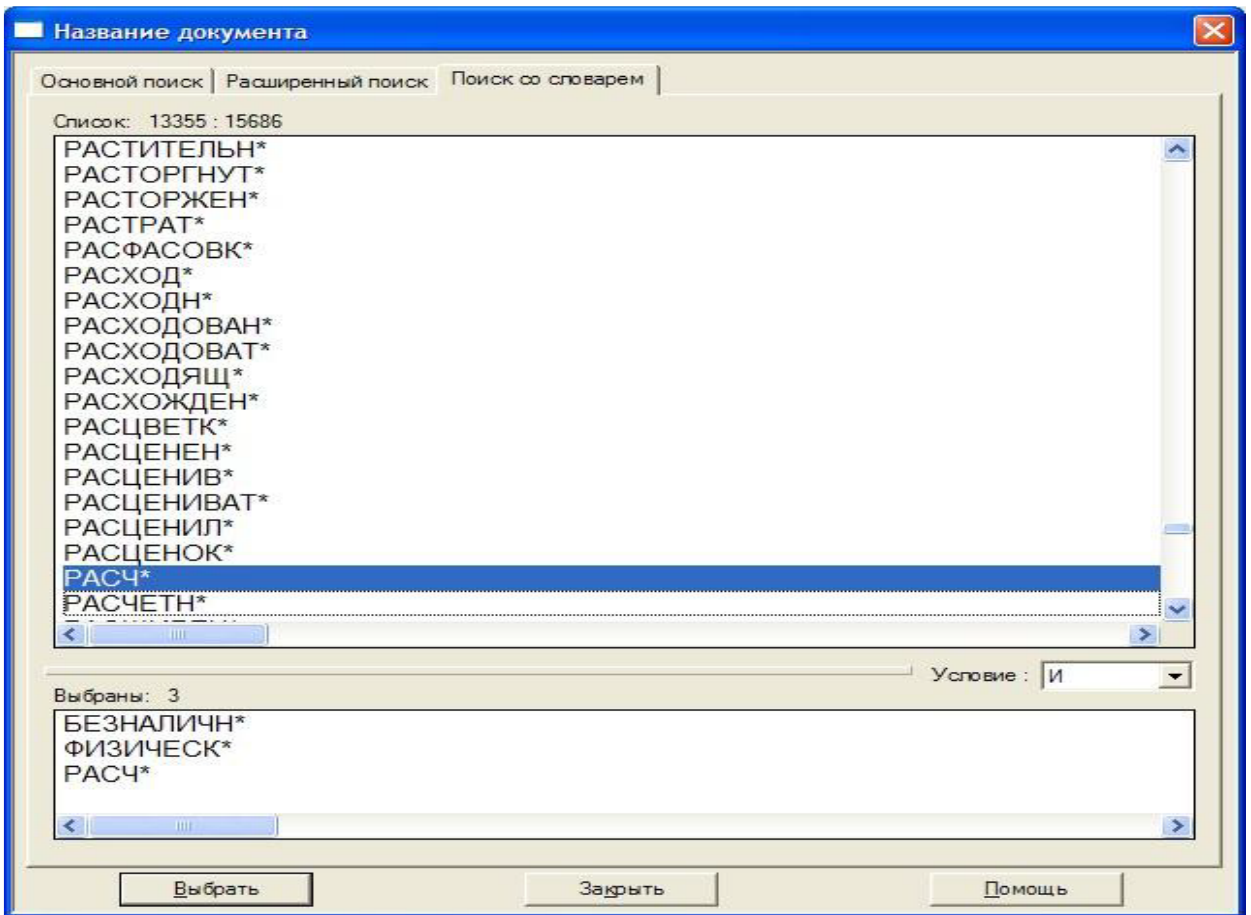 Название документа
Основной поиск Расширенный поиск Поиск со словарем
Список: 13355 : 15686
РАСТИТЕЛЬН*
РАСТОРГНУТ*
РАСТОРЖЕН*
РАСТРАТ*
РАСФАСОВК*
РАСХОД*
РАСХОДН*
РАСХОДОВАН*
РАСХОДОВАТ*
РАСХОДЯЩ*
РАСХОЖДЕН*
РАСЦВЕТК*
РАСЦЕНЕН*
РАСЦЕНИВ*
РАСЦЕНИВАТ*
РАСЦЕНИЛ*
РАСЦЕНОК*
РАСЧ*
РАСЧЕТН*
Условие : И
Выбраны: 3
БЕЗНАЛИЧН*
ФИЗИЧЕСК*
РАСЧ*
Выбрать Закрыть Помощь